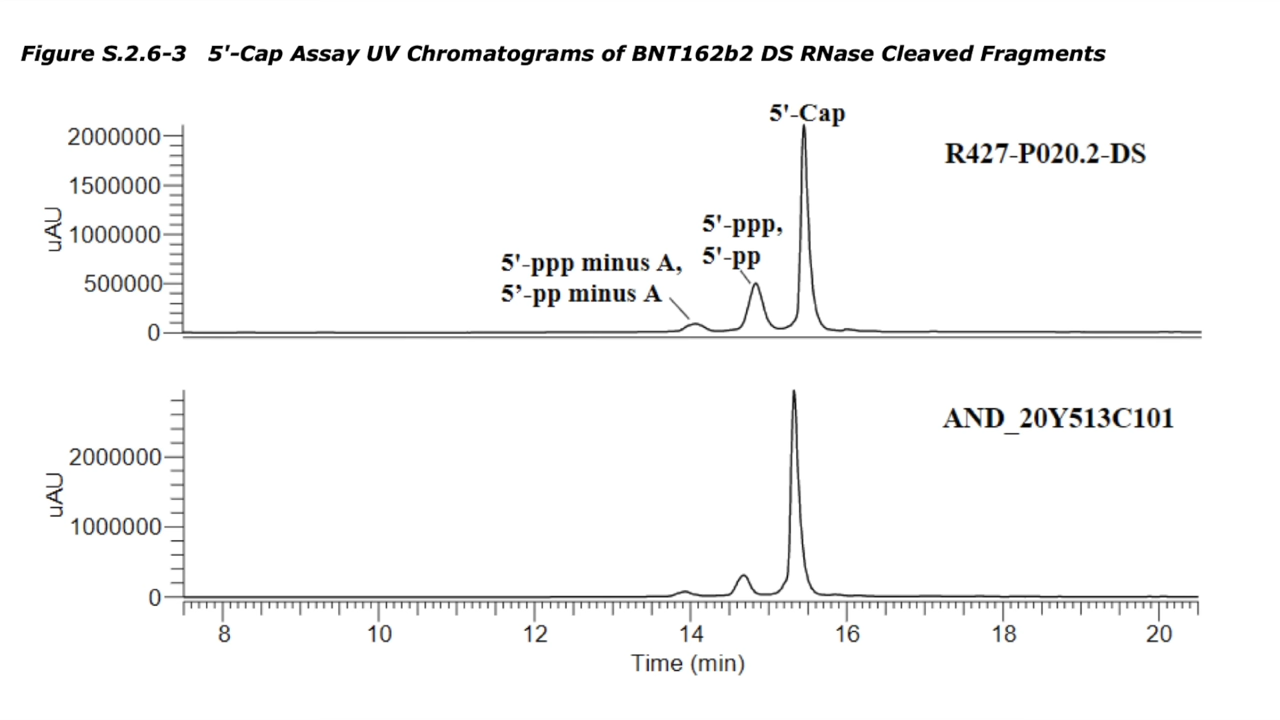 Figure S.2.6-3 5'-Cap Assay UV Chromatograms of BNT162b2 DS RNase Cleaved Fragments
5'-Cap
2000000
R427-P020.2-DS
1500000
5'-ppp,
uAU
1000000
5'-pp
5'-ppp minus A,
500000
5’-pp minus A
0
AND_20Y513C101
2000000
uAU
1000000
0
8 10 12 14 16 18 20
Time (min)